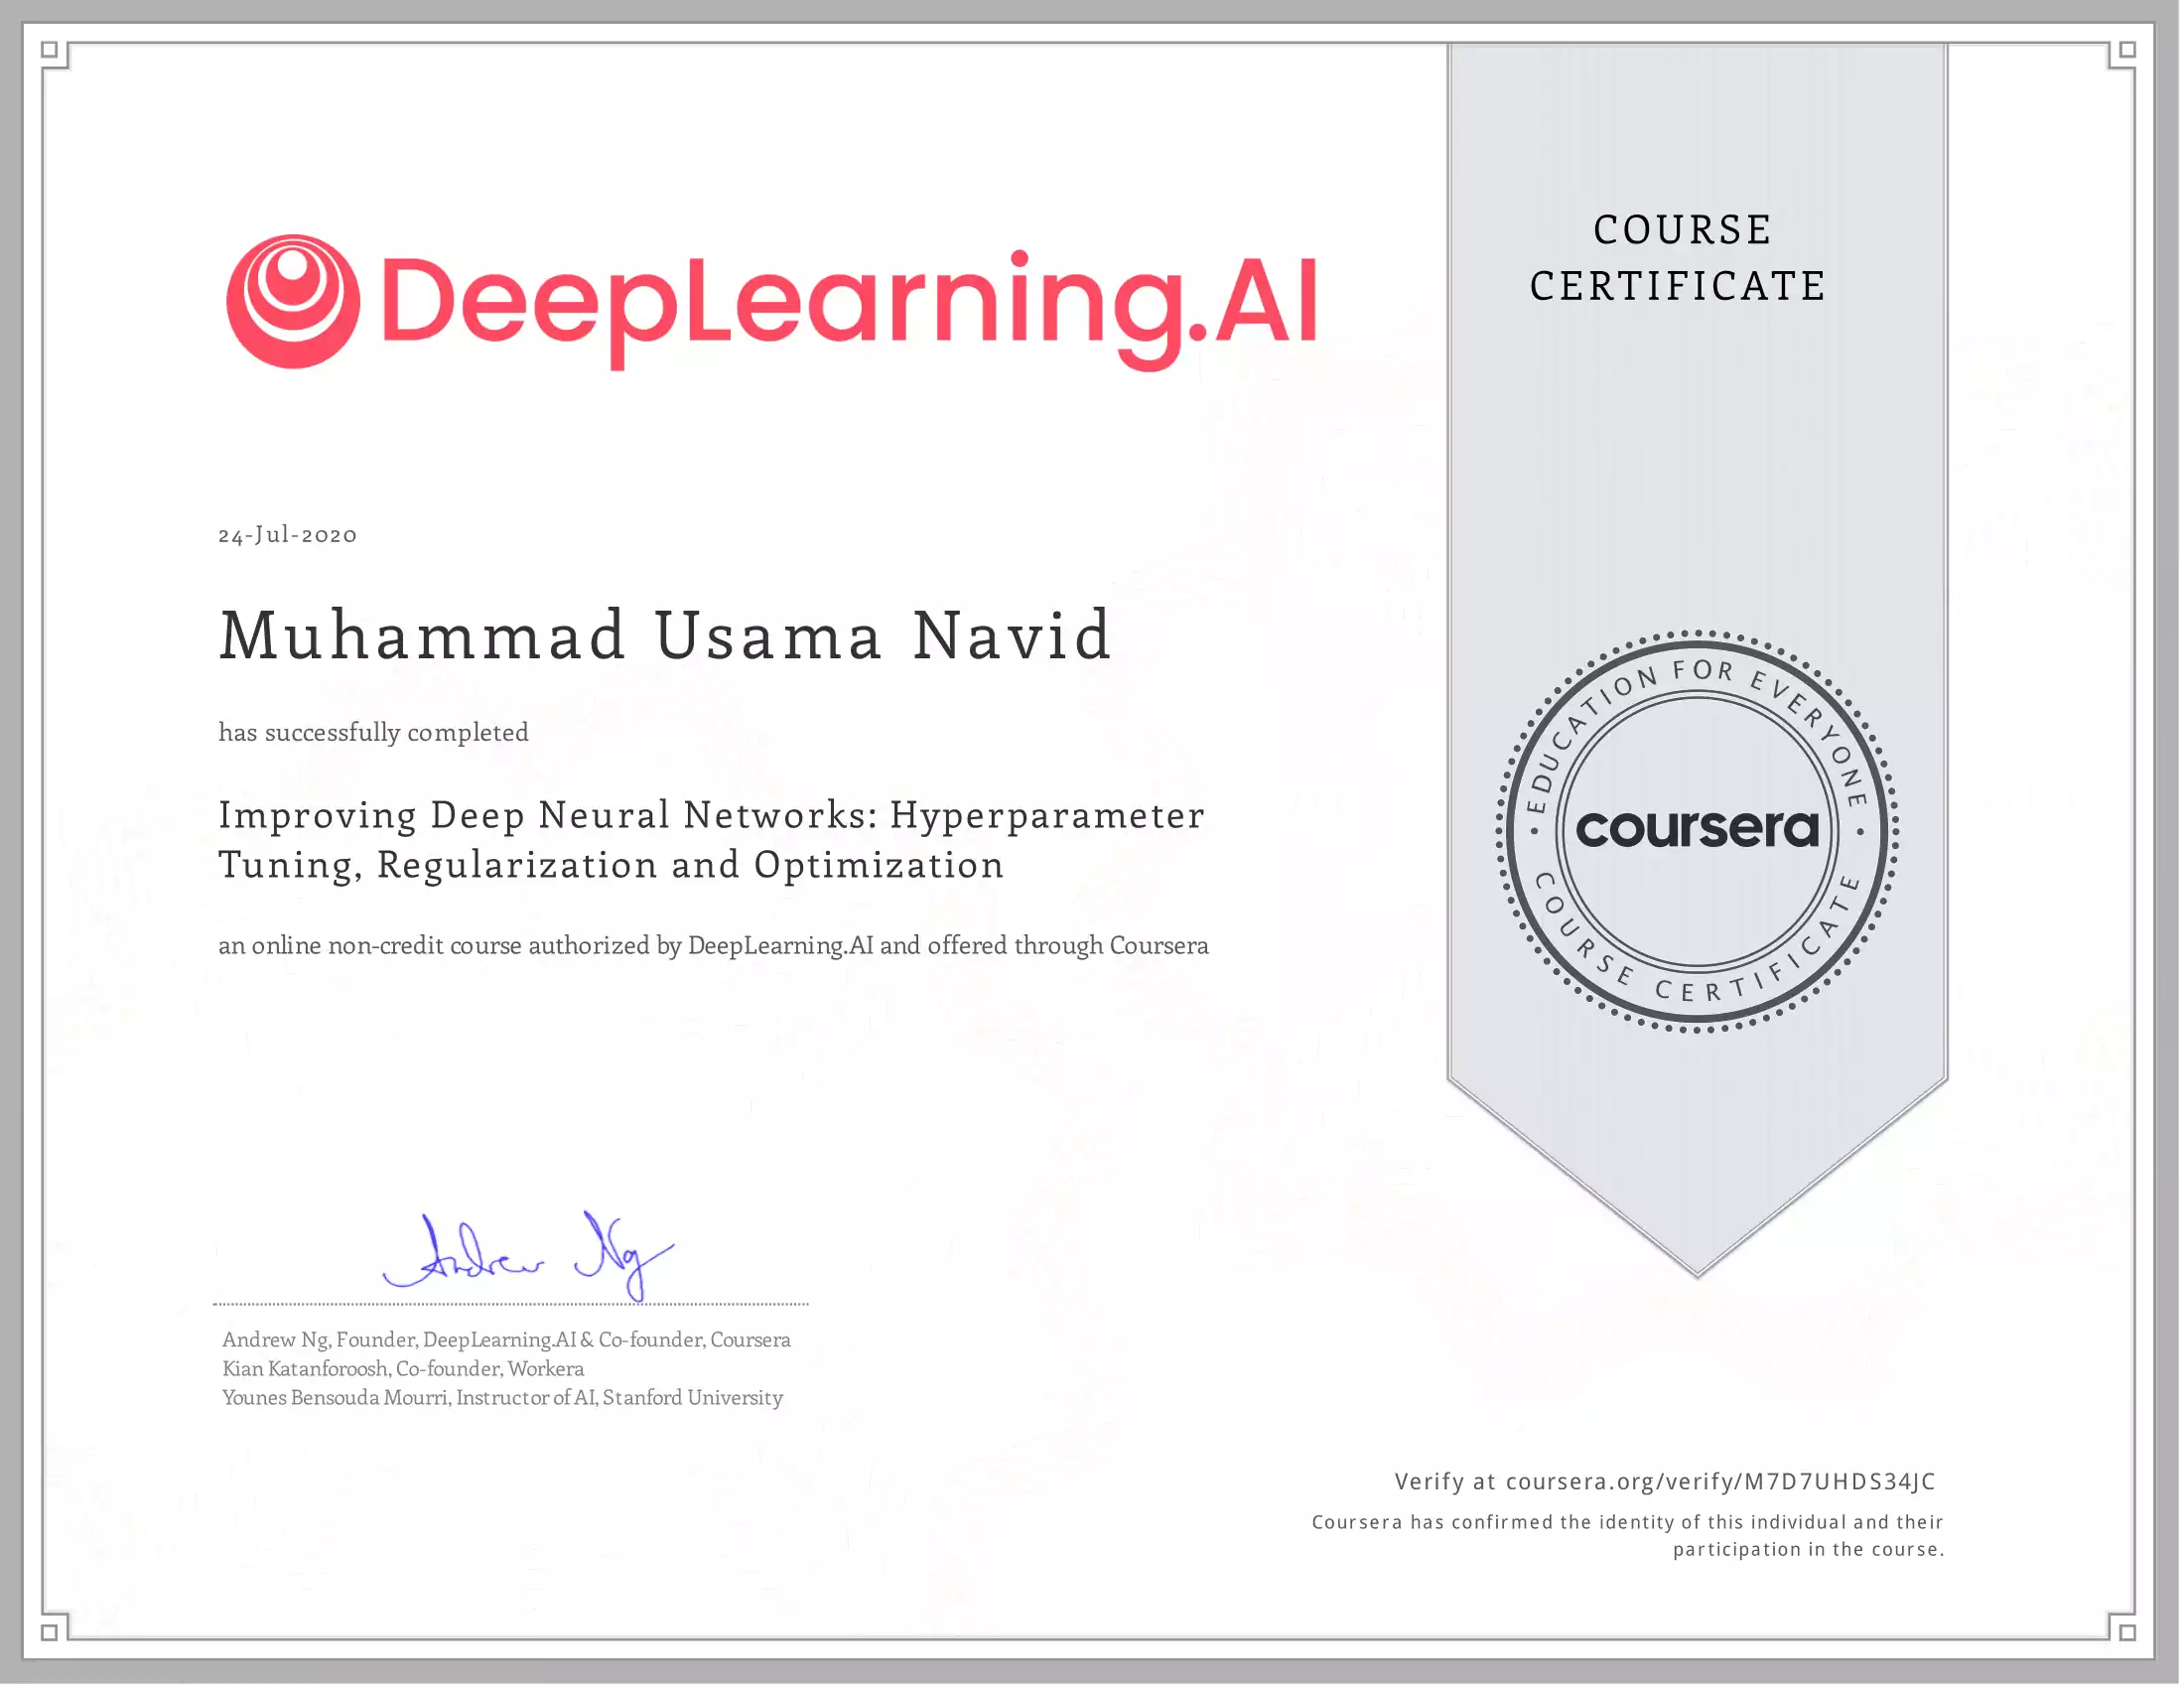 DeepLearning.AI
COURSE
CERTIFICATE
24-Jul-2020
Muhammad Usama Navid
has successfully completed
Improving Deep Neural Networks: Hyperparameter
Tuning, Regularization and Optimization
an online non-credit course authorized by DeepLearning.AI and offered through Coursera
EDUCATION FOR EVERYONE
coursera
COURSE CERTIFICATE
Andrew Ng
Andrew Ng, Founder, DeepLearning.AI & Co-founder, Coursera
Kian Katanforoosh, Co-founder, Workera
Younes Bensouda Mourri, Instructor of AI, Stanford University
Verify at coursera.org/verify/M7D7UHDS34JC
Coursera has confirmed the identity of this individual and their
participation in the course.